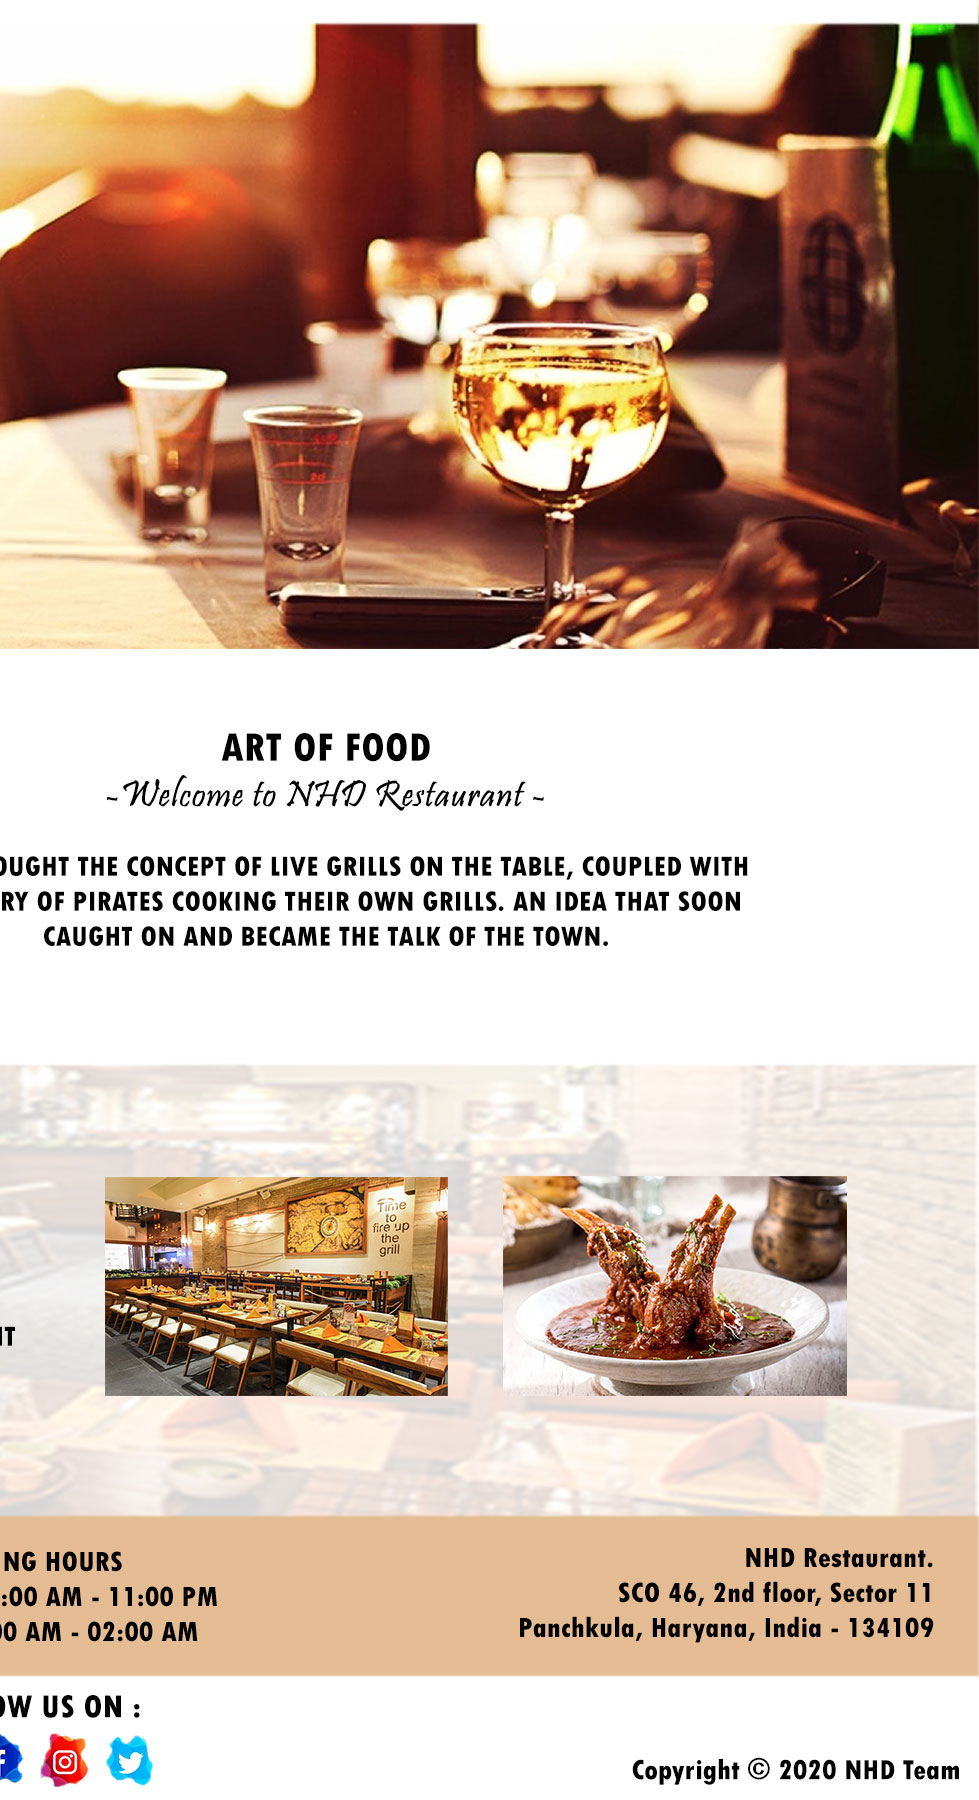 ART OF FOOD
~Welcome to NHD Restaurant ~
OUGHT THE CONCEPT OF LIVE GRILLS ON THE TABLE, COUPLED WITH
RY OF PIRATES COOKING THEIR OWN GRILLS. AN IDEA THAT SOON
CAUGHT ON AND BECAME THE TALK OF THE TOWN.
Time
to
fire up
the
grill
NG HOURS
:00 AM - 11:00 PM
00 AM - 02:00 AM
NHD Restaurant.
SCO 46, 2nd floor, Sector 11
Panchkula, Haryana, India - 134109
OW US ON :
Copyright © 2020 NHD Team